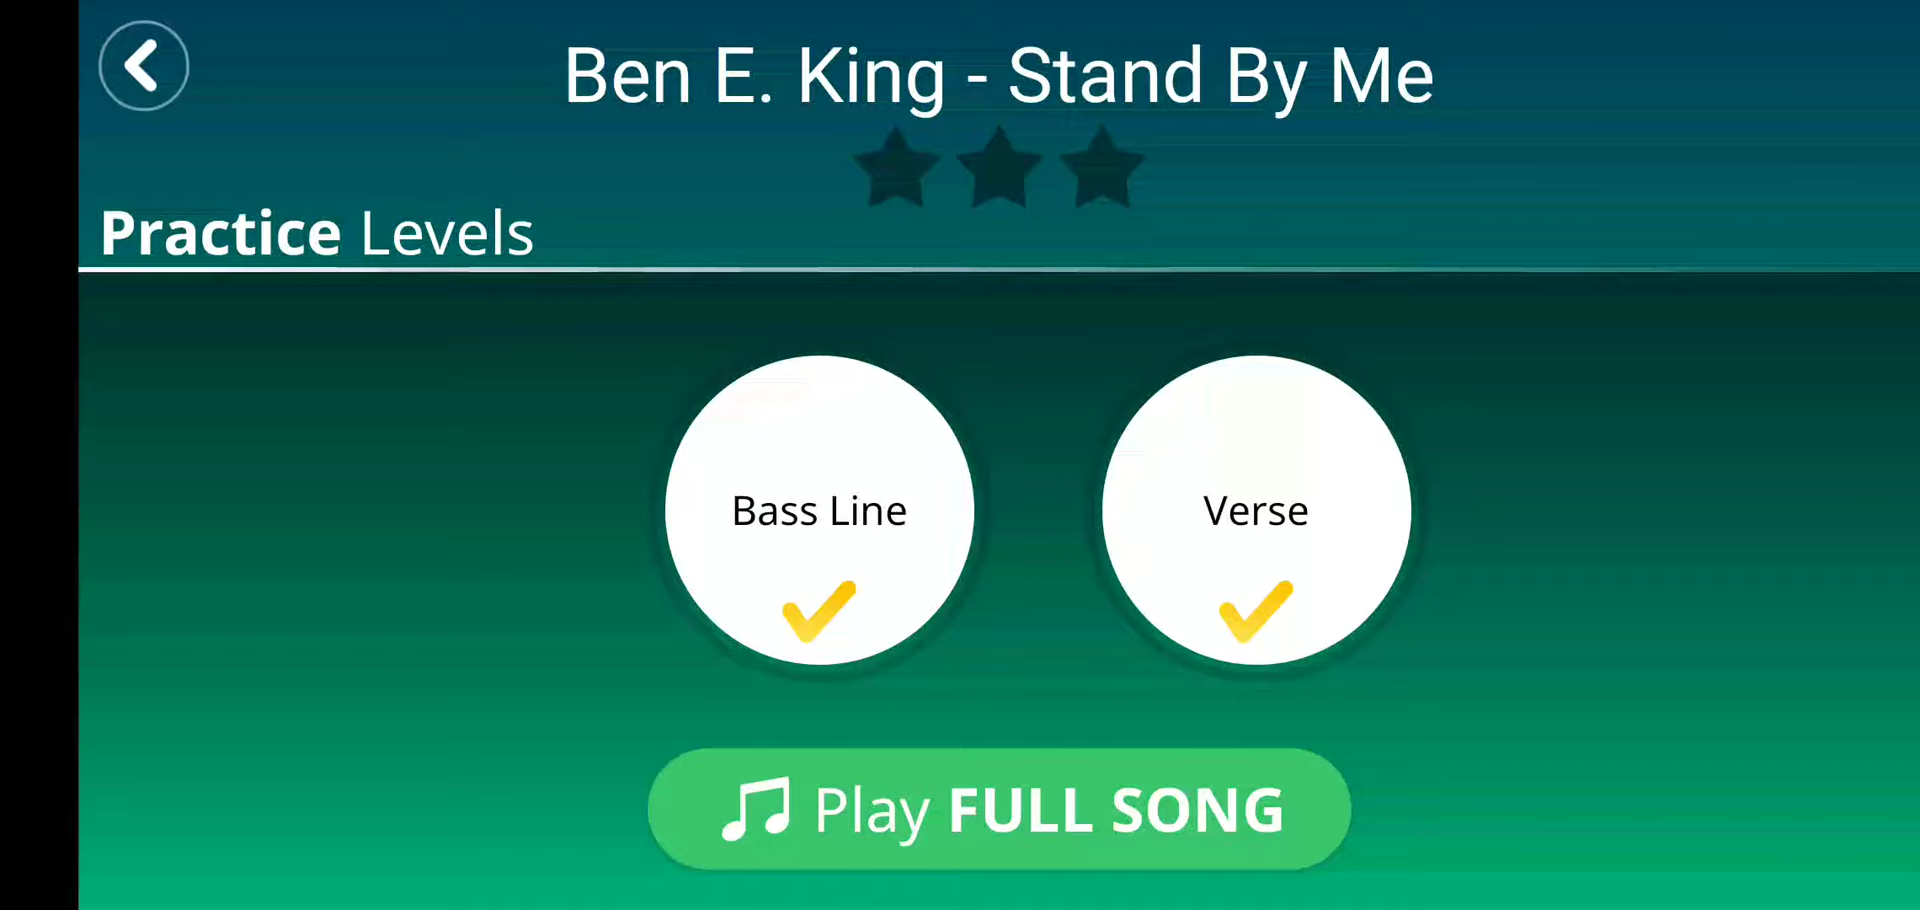 Ben E. King - Stand By Me
Practice Levels
Bass Line
Verse
Play FULL SONG